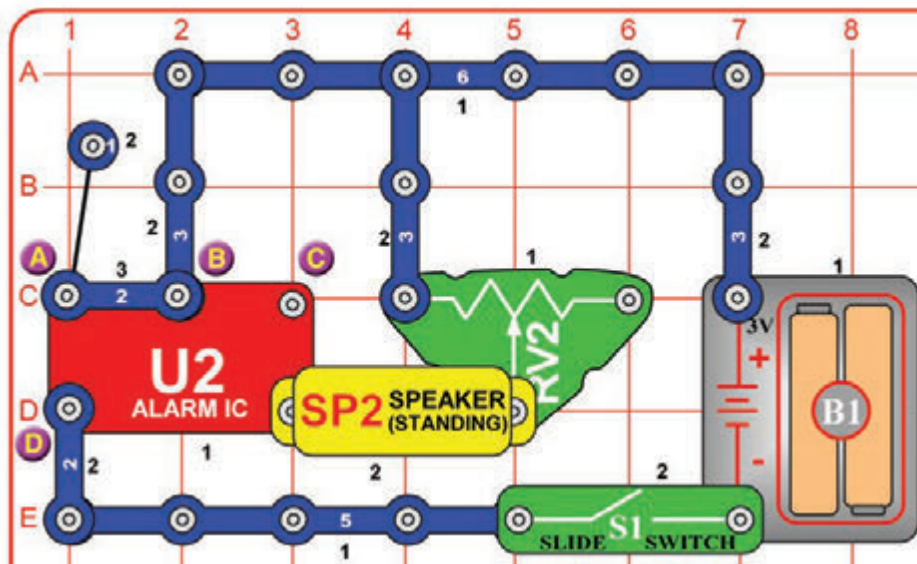 1 2 3 4 5 6 7 8
A
6
1
1 2
B
2 3
2 3
3 2
A
B
C
1
1
3
C
2
3V
U2
ALARM IC
RV2
+
D
SP2 SPEAKER
(STANDING)
B1
D
2 2
1
2
2
-
E
5
1
S1
SLIDE SWITCH